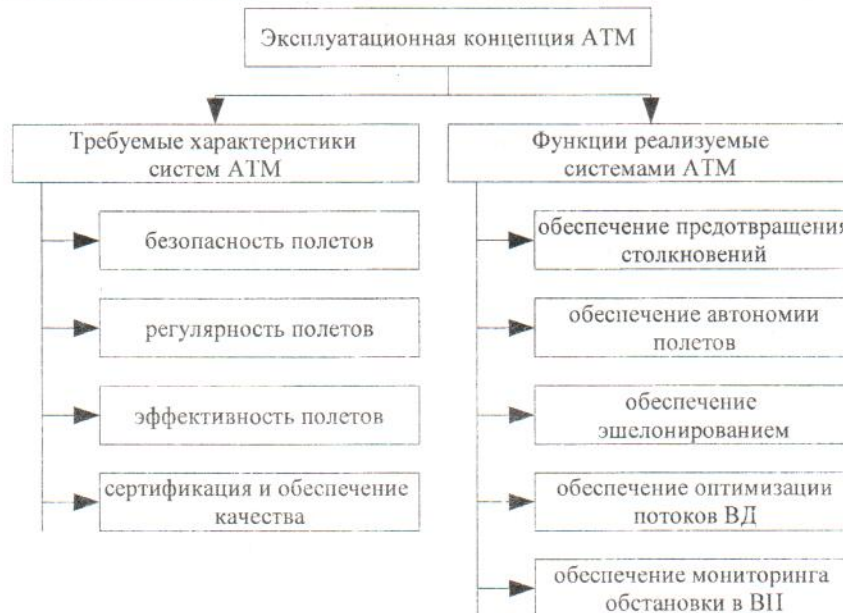 Эксплуатационная концепция АТМ
Требуемые характеристики
систем АТМ
безопасность полетов
регулярность полетов
эффективность полетов
сертификация и обеспечение
качества
Функции реализуемые
системами АТМ
обеспечение предотвращения
столкновений
обеспечение автономии
полетов
обеспечение
эшелонированием
обеспечение оптимизации
потоков ВД
обеспечение мониторинга
обстановки в ВП